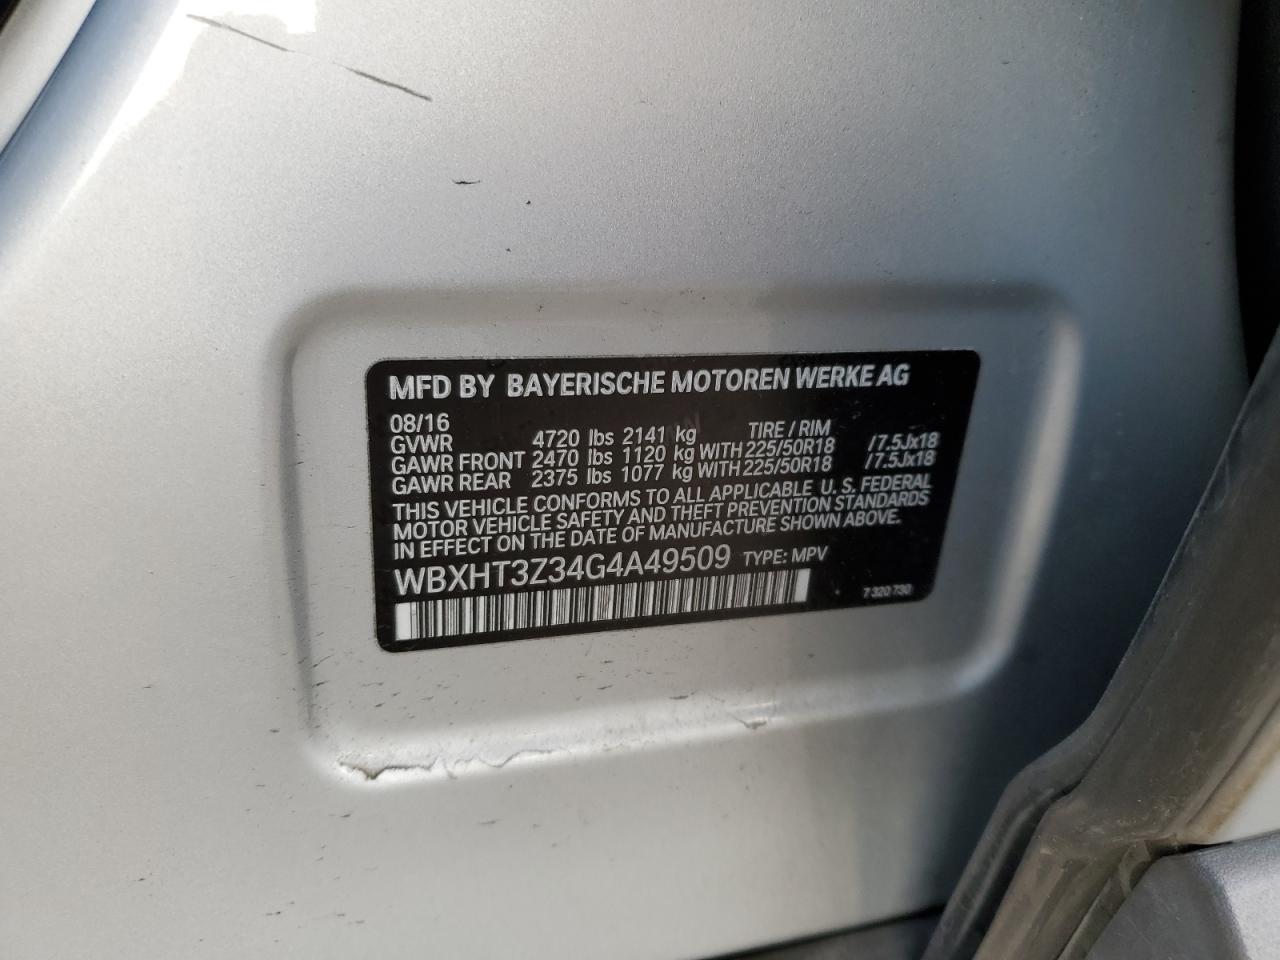 MFD BY BAYERISCHE MOTOREN WERKE AG
08/16
GVWR 4720 lbs 2141 kg TIRE / RIM
GAWR FRONT 2470 lbs 1120 kg WITH 225/50R18 /7.5Jx18
GAWR REAR 2375 lbs 1077 kg WITH 225/50R18 /7.5Jx18
THIS VEHICLE CONFORMS TO ALL APPLICABLE U. S. FEDERAL
MOTOR VEHICLE SAFETY AND THEFT PREVENTION STANDARDS
IN EFFECT ON THE DATE OF MANUFACTURE SHOWN ABOVE.
WBXHT3Z34G4A49509 TYPE: MPV
7 320 730